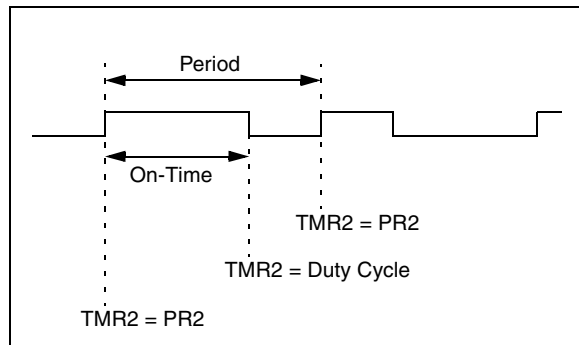 Period
On-Time
TMR2 = PR2
TMR2 = Duty Cycle
TMR2 = PR2